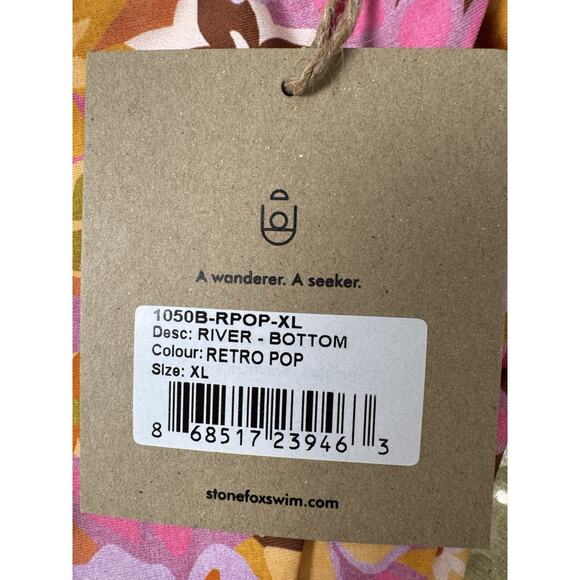 A wanderer. A seeker.
1050B-RPOP-XL
Desc: RIVER - BOTTOM
Colour: RETRO POP
Size: XL
8 68517 23946 3
stonefoxswim.com